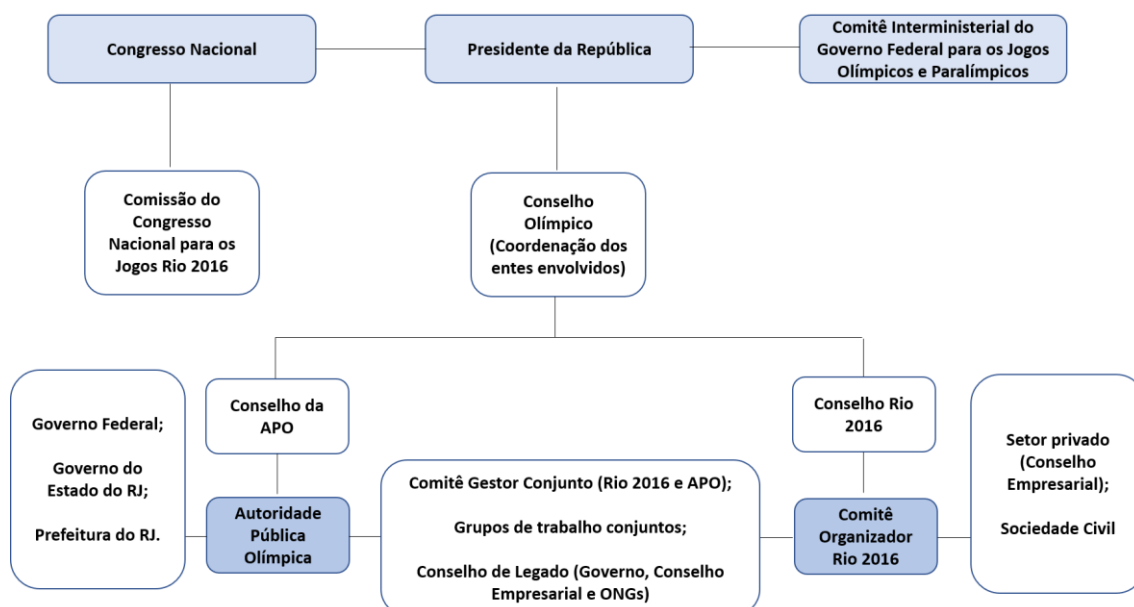 Congresso Nacional
Presidente da República
Comitê Interministerial do
Governo Federal para os Jogos
Olímpicos e Paralímpicos
Comissão do
Congresso
Nacional para os
Jogos Rio 2016
Conselho
Olímpico
(Coordenação dos
entes envolvidos)
Governo Federal;
Governo do
Estado do RJ;
Prefeitura do RJ.
Conselho da
APO
Autoridade
Pública
Olímpica
Comitê Gestor Conjunto (Rio 2016 e APO);
Grupos de trabalho conjuntos;
Conselho de Legado (Governo, Conselho
Empresarial e ONGs)
Conselho Rio
2016
Comitê
Organizador
Rio 2016
Setor privado
(Conselho
Empresarial);
Sociedade Civil